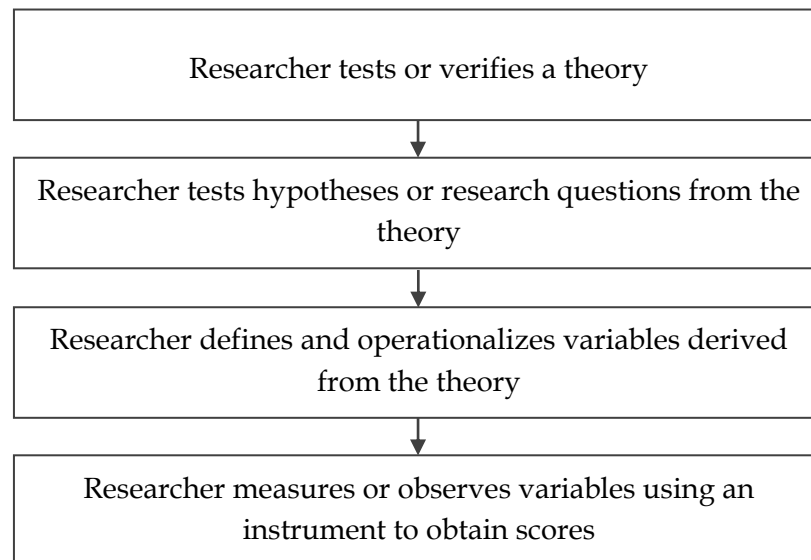 Researcher tests or verifies a theory
Researcher tests hypotheses or research questions from the
theory
Researcher defines and operationalizes variables derived
from the theory
Researcher measures or observes variables using an
instrument to obtain scores